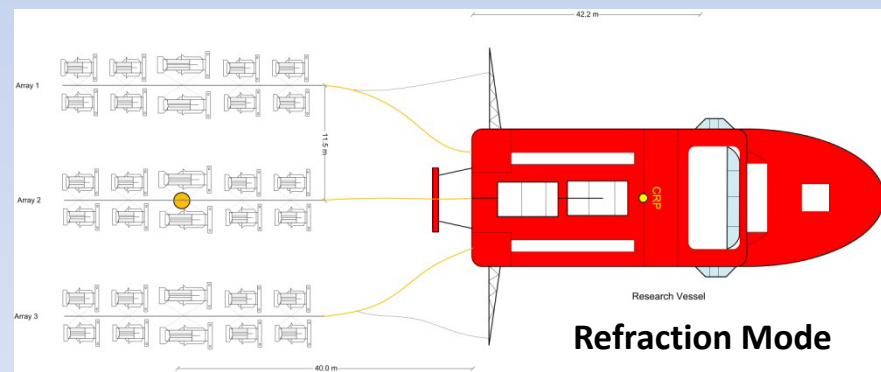 42.2 m
Array 1
11.5 m
Array 2
CRP
Array 3
Research Vessel
Refraction Mode
40.0 m